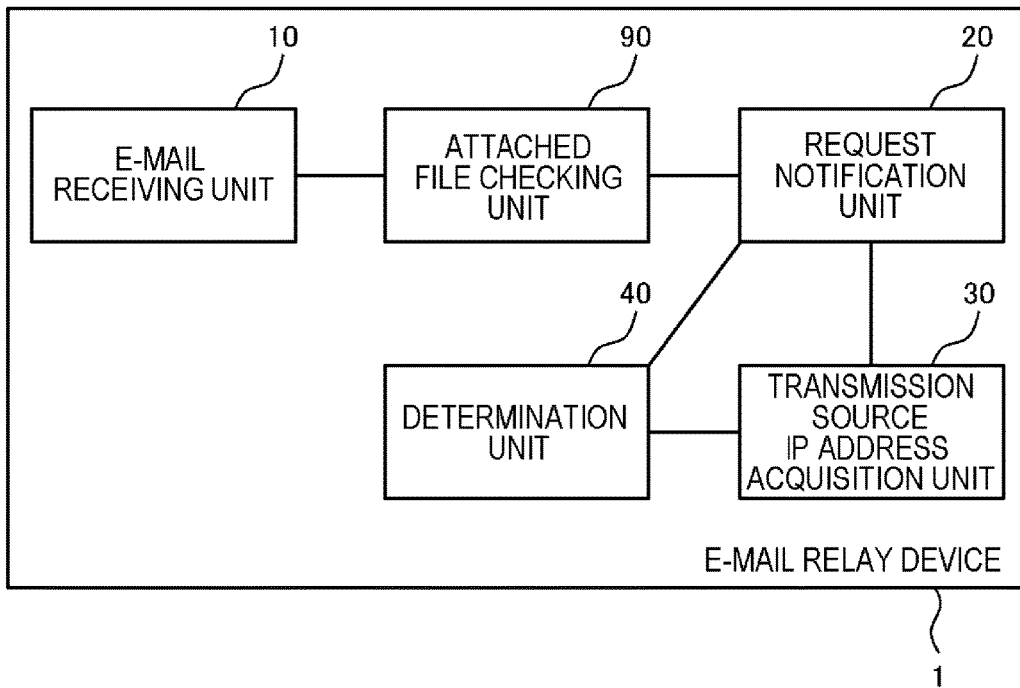 10
90
20
E-MAIL
RECEIVING UNIT
ATTACHED
FILE CHECKING
UNIT
REQUEST
NOTIFICATION
UNIT
40
30
DETERMINATION
UNIT
TRANSMISSION
SOURCE
IP ADDRESS
ACQUISITION UNIT
E-MAIL RELAY DEVICE
1